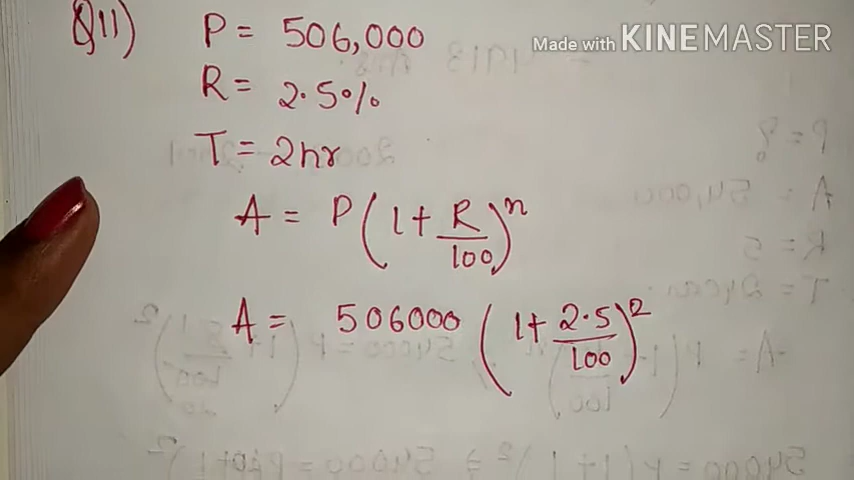 Q11) P = 506,000
Made with KINEMASTER
R = 2.5%
T = 2hr
A = P(1 + R/100)^n
A = 506000 (1 + 2.5/100)^2